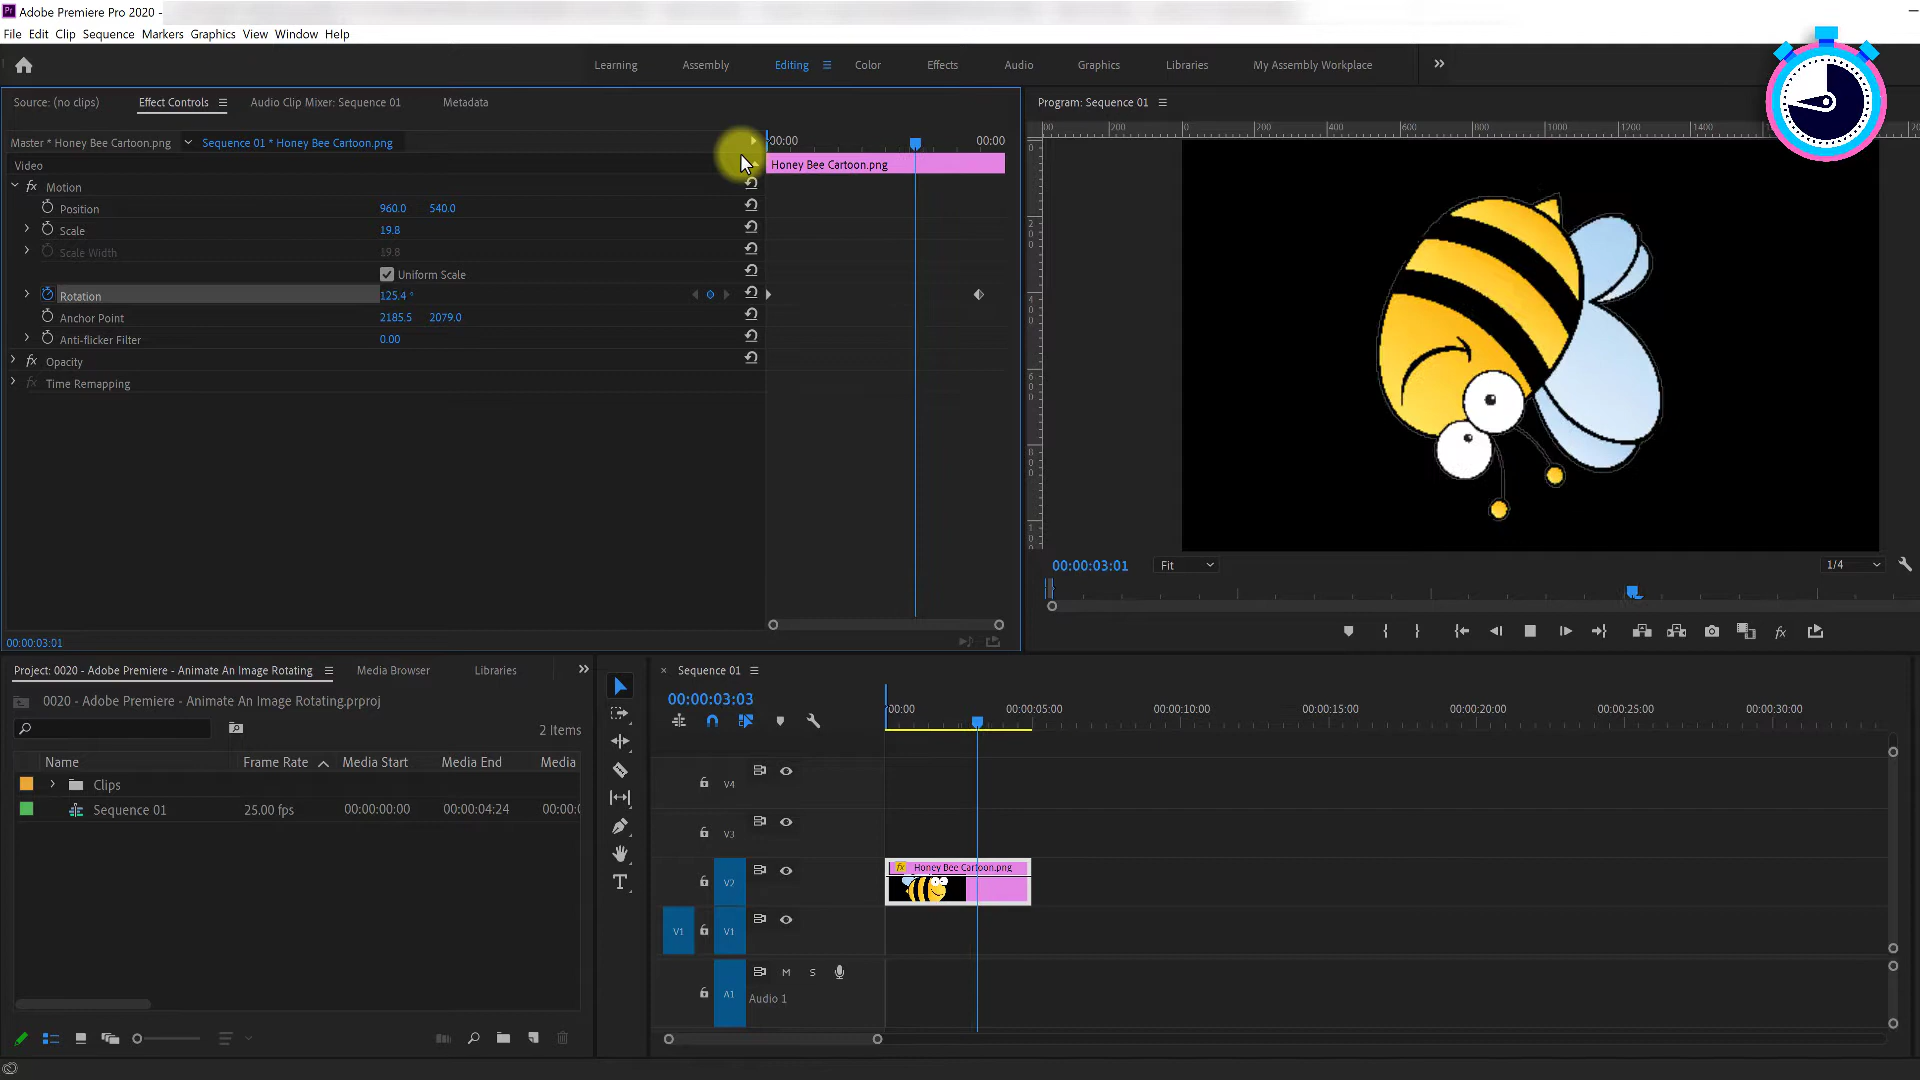 Adobe Premiere Pro 2020 -
File Edit Clip Sequence Markers Graphics View Window Help
Learning Assembly Editing Color Effects Audio Graphics Libraries My Assembly Workplace
Source: (no clips) Effect Controls Audio Clip Mixer: Sequence 01 Metadata
Program: Sequence 01
Master * Honey Bee Cartoon.png Sequence 01 * Honey Bee Cartoon.png
:00:00 00:00
Video
Honey Bee Cartoon.png
fx Motion
Position 960.0 540.0
Scale 19.8
Scale Width 19.8
Uniform Scale
Rotation 125.4 °
Anchor Point 2185.5 2079.0
Anti-flicker Filter 0.00
fx Opacity
fx Time Remapping
00:00:03:01
00:00:03:01 Fit 1/4
Project: 0020 - Adobe Premiere - Animate An Image Rotating Media Browser Libraries
0020 - Adobe Premiere - Animate An Image Rotating.prproj
2 Items
Name Frame Rate Media Start Media End Media
Clips
Sequence 01 25.00 fps 00:00:00:00 00:00:04:24 00:00:0
Sequence 01
00:00:03:03
:00:00 00:00:05:00 00:00:10:00 00:00:15:00 00:00:20:00 00:00:25:00 00:00:30:00
V4
V3
V2
fx Honey Bee Cartoon.png
V1 V1
A1 M S
Audio 1